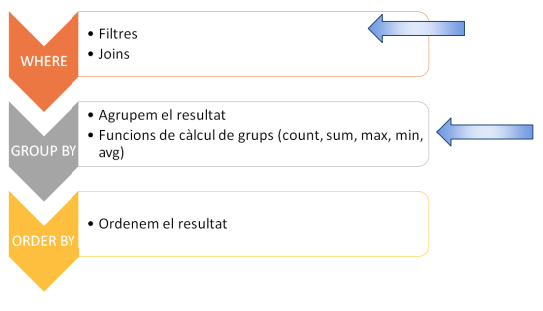 WHERE
• Filtres
• Joins
GROUP BY
• Agrupem el resultat
• Funcions de càlcul de grups (count, sum, max, min,
avg)
ORDER BY
• Ordenem el resultat